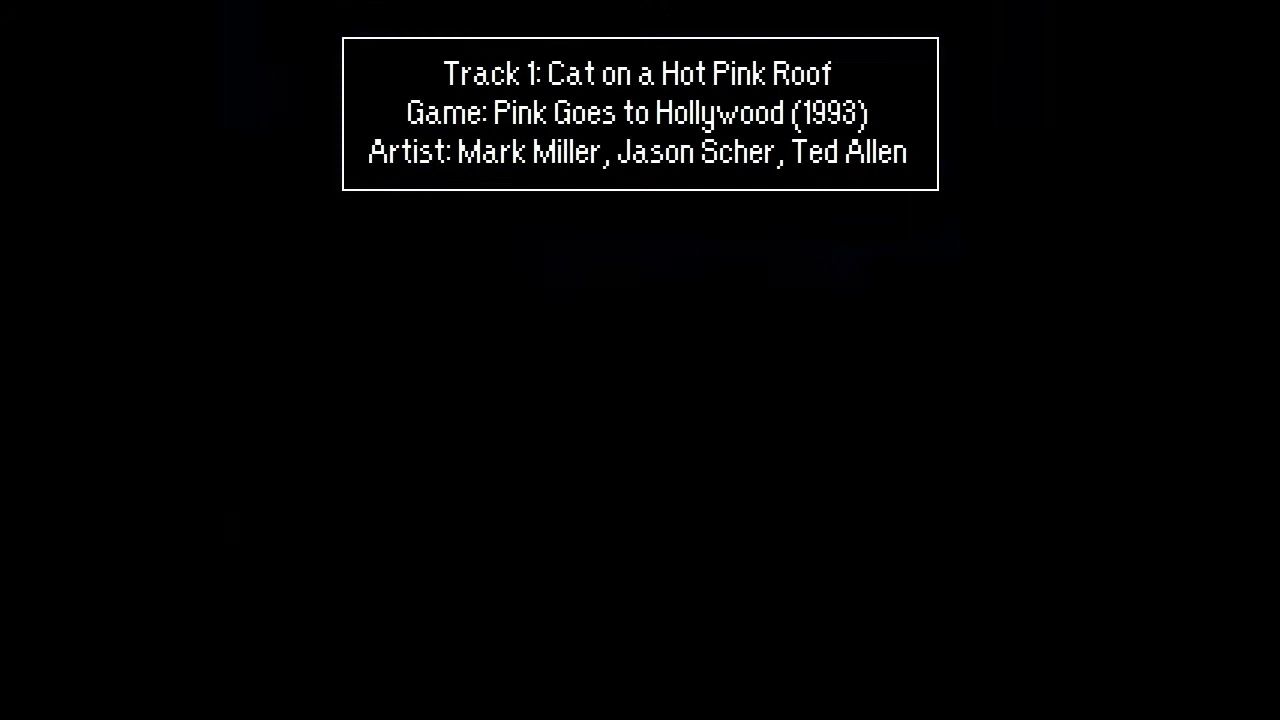 Track 1: Cat on a Hot Pink Roof
Game: Pink Goes to Hollywood (1993)
Artist: Mark Miller, Jason Scher, Ted Allen